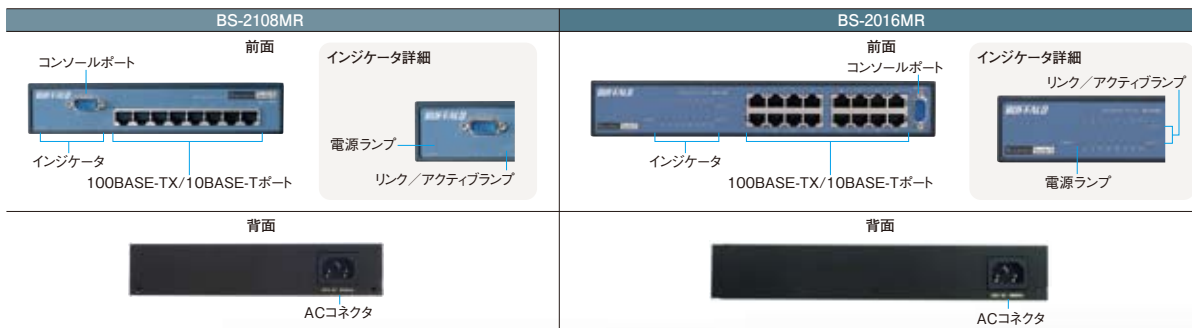 BS-2108MR
前面
コンソールポート
BUFFALO
インジケータ
100BASE-TX/10BASE-Tポート
インジケータ詳細
BUFFALO
電源ランプ
リンク／アクティブランプ
背面
ACコネクタ
BS-2016MR
前面
コンソールポート
BUFFALO
インジケータ
100BASE-TX/10BASE-Tポート
インジケータ詳細
リンク／アクティブランプ
BUFFALO
電源ランプ
背面
ACコネクタ